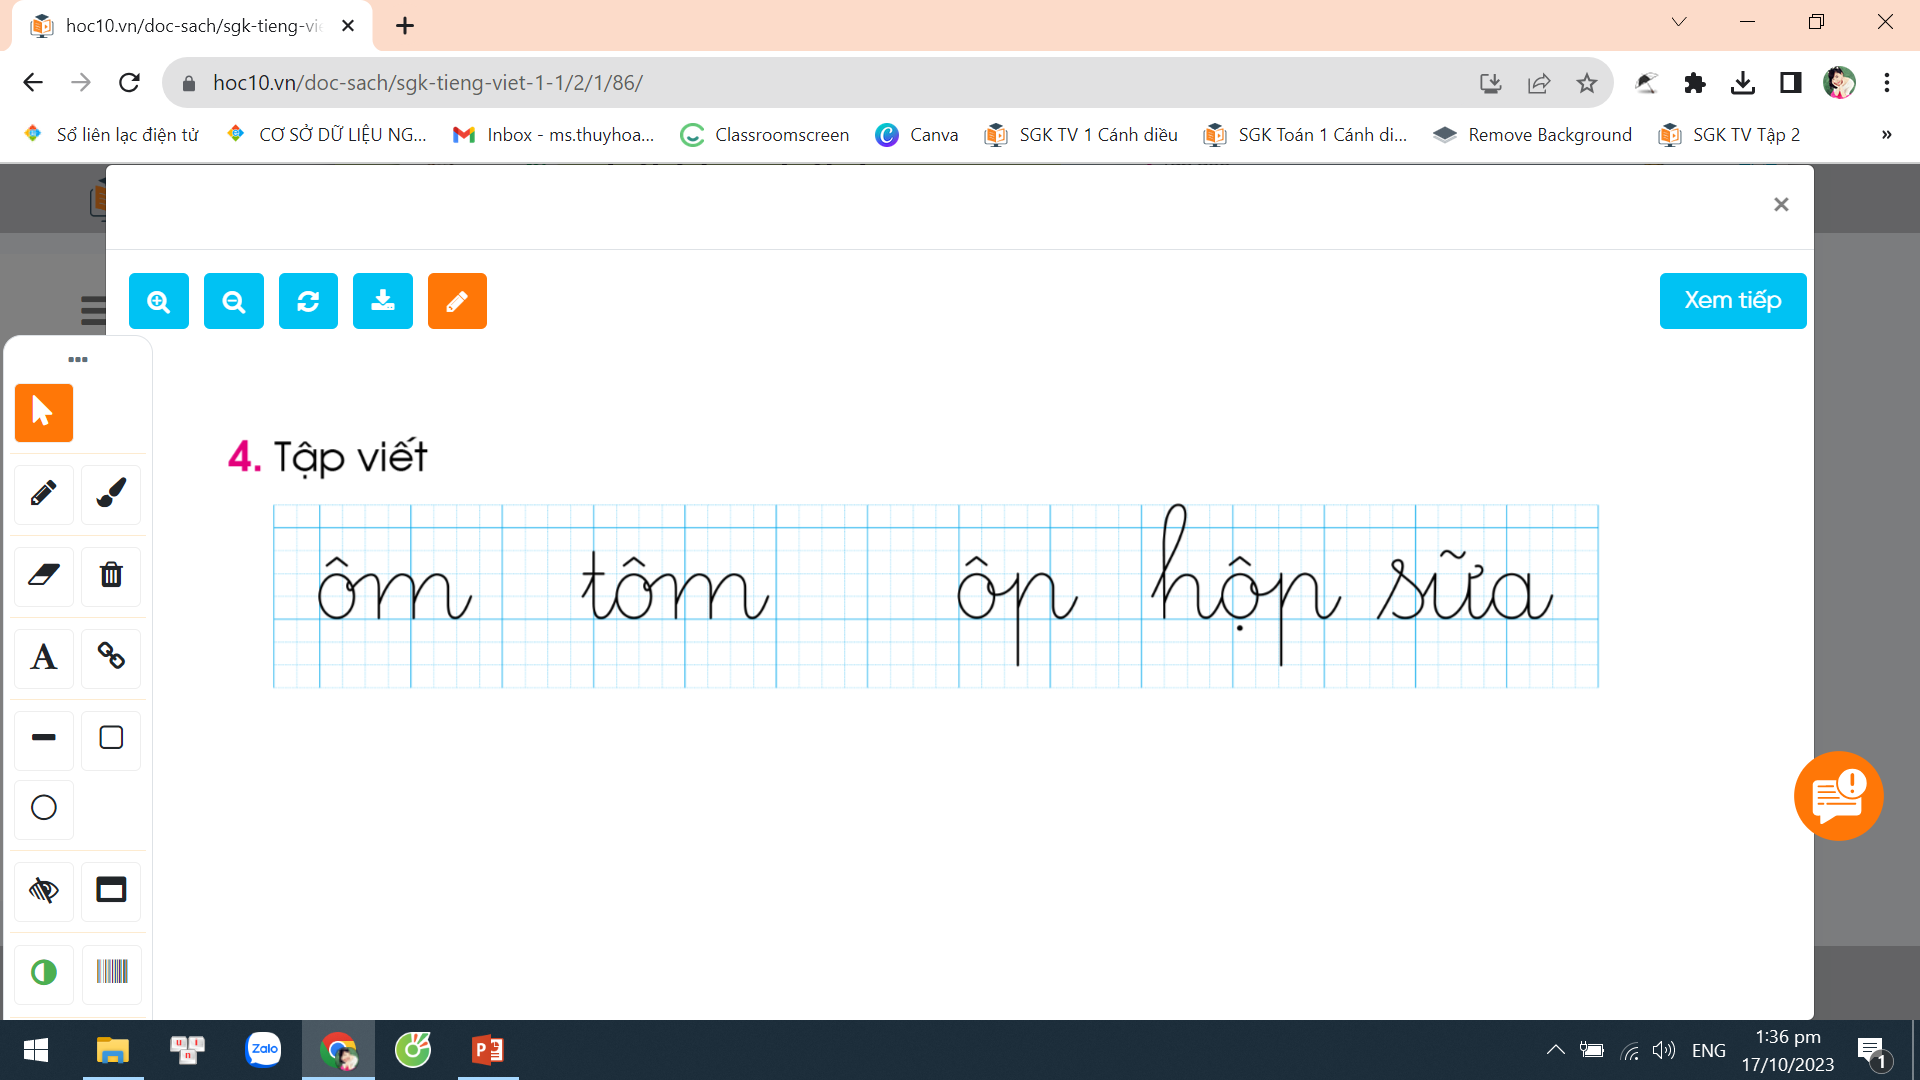 hoc10.vn/doc-sach/sgk-tieng-vie
hoc10.vn/doc-sach/sgk-tieng-viet-1-1/2/1/86/
Sổ liên lạc điện tử
CƠ SỞ DỮ LIỆU NG...
Inbox - ms.thuyhoa...
Classroomscreen
Canva
SGK TV 1 Cánh diều
SGK Toán 1 Cánh di...
Remove Background
SGK TV Tập 2
»
Xem tiếp
4. Tập viết
ôm tôm ôp hộp sữa
A
Zalo
ENG
1:36 pm
17/10/2023
1